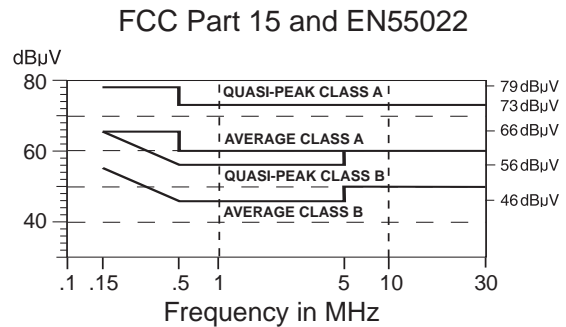 FCC Part 15 and EN55022
dBµV
80
60
40
QUASI-PEAK CLASS A
AVERAGE CLASS A
QUASI-PEAK CLASS B
AVERAGE CLASS B
79 dBµV
73 dBµV
66 dBµV
56 dBµV
46 dBµV
.1 .15 .5 1 5 10 30
Frequency in MHz